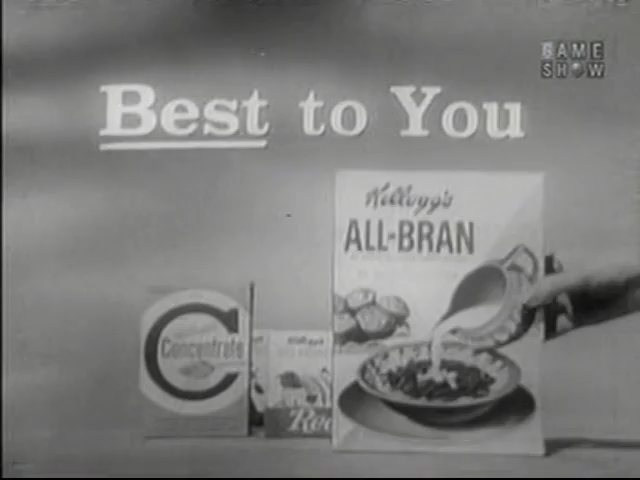 GAME
SHOW
Best to You
Kellogg's
ALL-BRAN
Concentrate